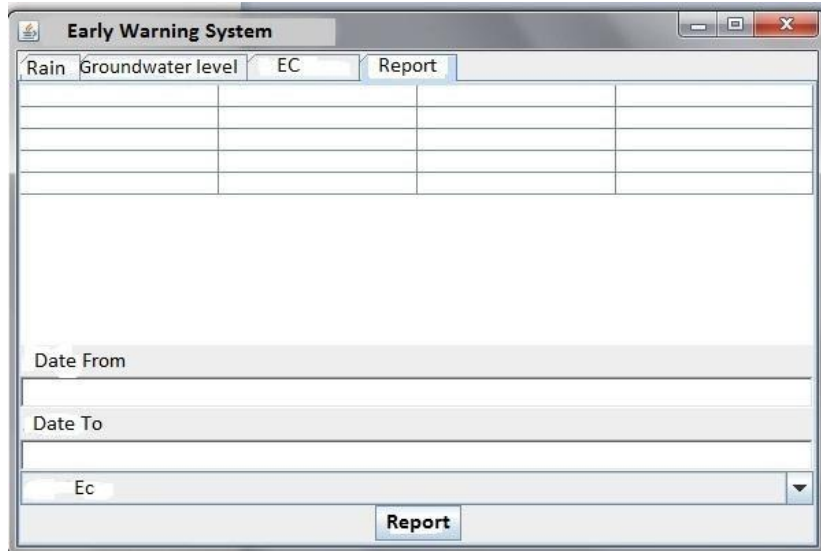 Early Warning System
Rain Groundwater level EC Report
Date From
Date To
Ec
Report